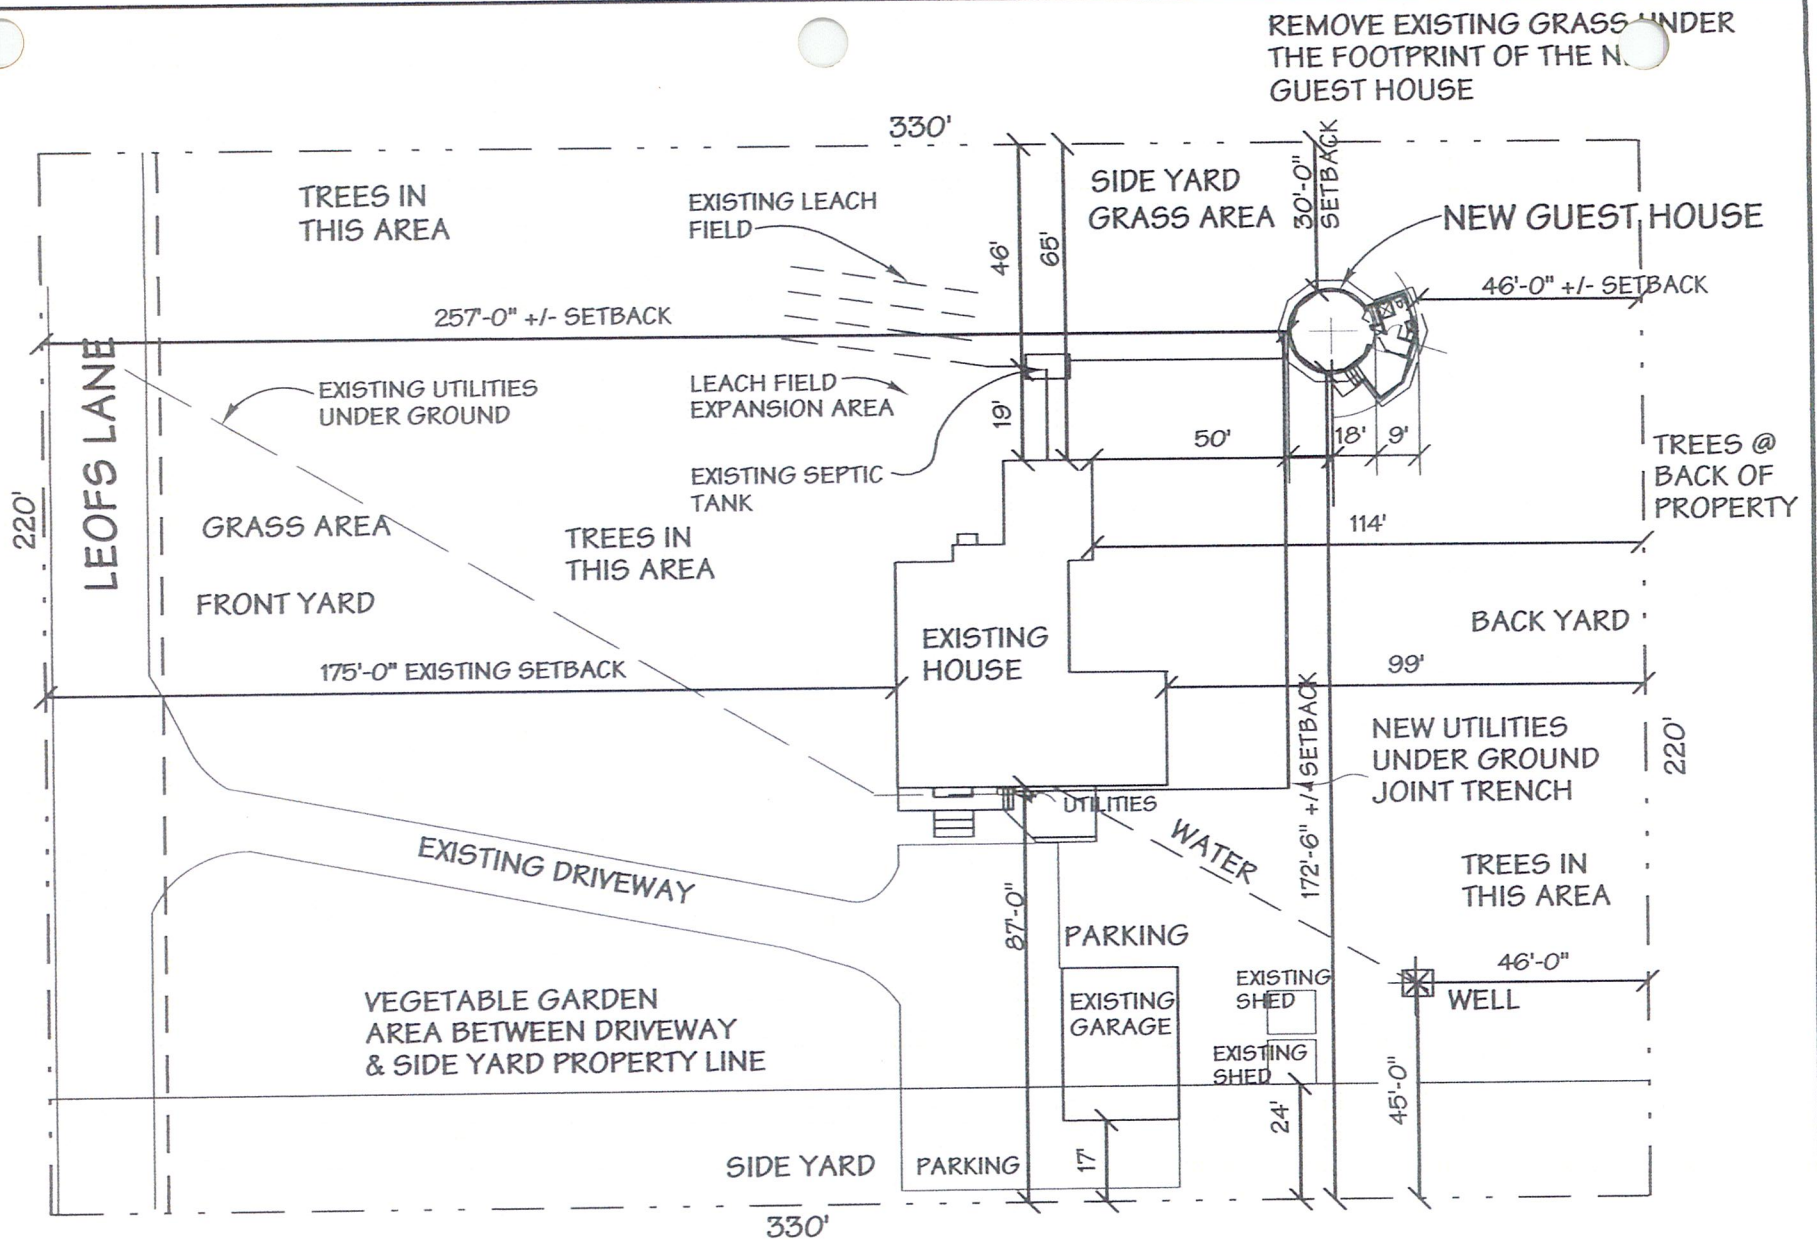 REMOVE EXISTING GRASS UNDER
THE FOOTPRINT OF THE
GUEST HOUSE
330'
TREES IN
THIS AREA
EXISTING LEACH
FIELD
46'
65'
SIDE YARD
GRASS AREA
30'-0"
SETBACK
NEW GUEST HOUSE
46'-0" +/- SETBACK
257'-0" +/- SETBACK
LEOFS LANE
EXISTING UTILITIES
UNDER GROUND
LEACH FIELD
EXPANSION AREA
19'
50'
18'
9'
TREES @
BACK OF
PROPERTY
EXISTING SEPTIC
TANK
220'
GRASS AREA
TREES IN
THIS AREA
114'
FRONT YARD
EXISTING
HOUSE
BACK YARD
175'-0" EXISTING SETBACK
99'
172'-6" +/- SETBACK
NEW UTILITIES
UNDER GROUND
JOINT TRENCH
220'
UTILITIES
WATER
EXISTING DRIVEWAY
TREES IN
THIS AREA
87'-0"
PARKING
46'-0"
WELL
VEGETABLE GARDEN
AREA BETWEEN DRIVEWAY
& SIDE YARD PROPERTY LINE
EXISTING
GARAGE
EXISTING
SHED
EXISTING
SHED
24'
45'-0"
SIDE YARD
PARKING
17'
330'